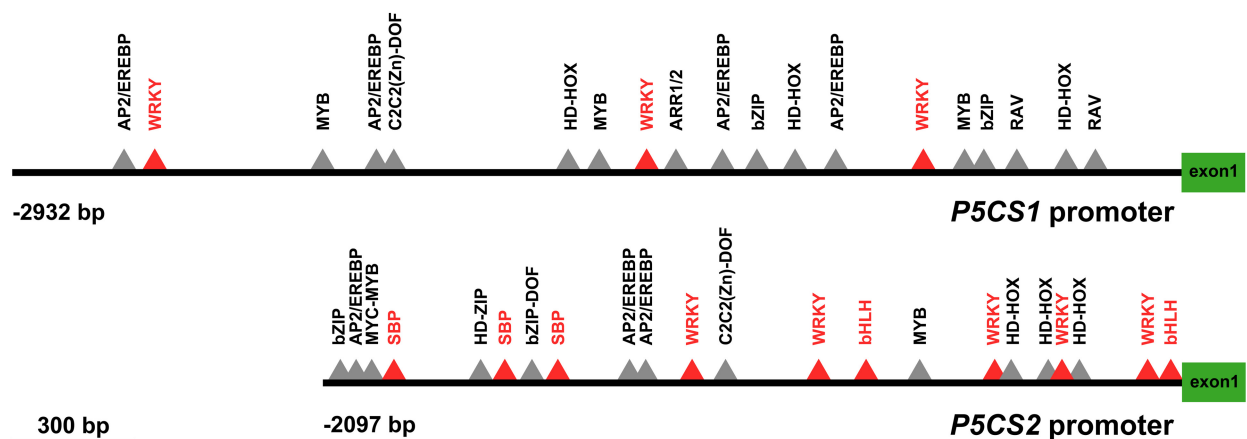 AP2/EREBP
WRKY
MYB
AP2/EREBP
C2C2(Zn)-DOF
HD-HOX
MYB
WRKY
ARR1/2
AP2/EREBP
bZIP
HD-HOX
AP2/EREBP
WRKY
MYB
bZIP
RAV
HD-HOX
RAV
exon1
-2932 bp
P5CS1 promoter
bZIP
AP2/EREBP
MYC-MYB
SBP
HD-ZIP
SBP
bZIP-DOF
SBP
AP2/EREBP
AP2/EREBP
WRKY
C2C2(Zn)-DOF
WRKY
bHLH
MYB
WRKY
HD-HOX
HD-HOX
WRKY
HD-HOX
WRKY
bHLH
exon1
300 bp
-2097 bp
P5CS2 promoter